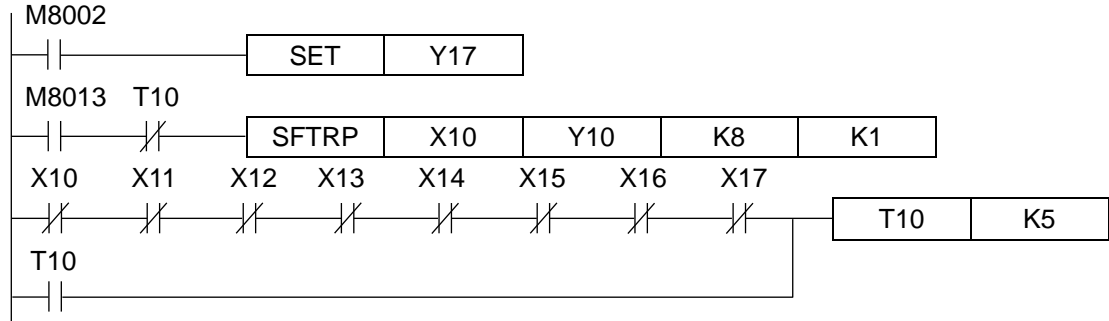 M8002
SET Y17
M8013 T10
SFTRP X10 Y10 K8 K1
X10 X11 X12 X13 X14 X15 X16 X17
T10 K5
T10